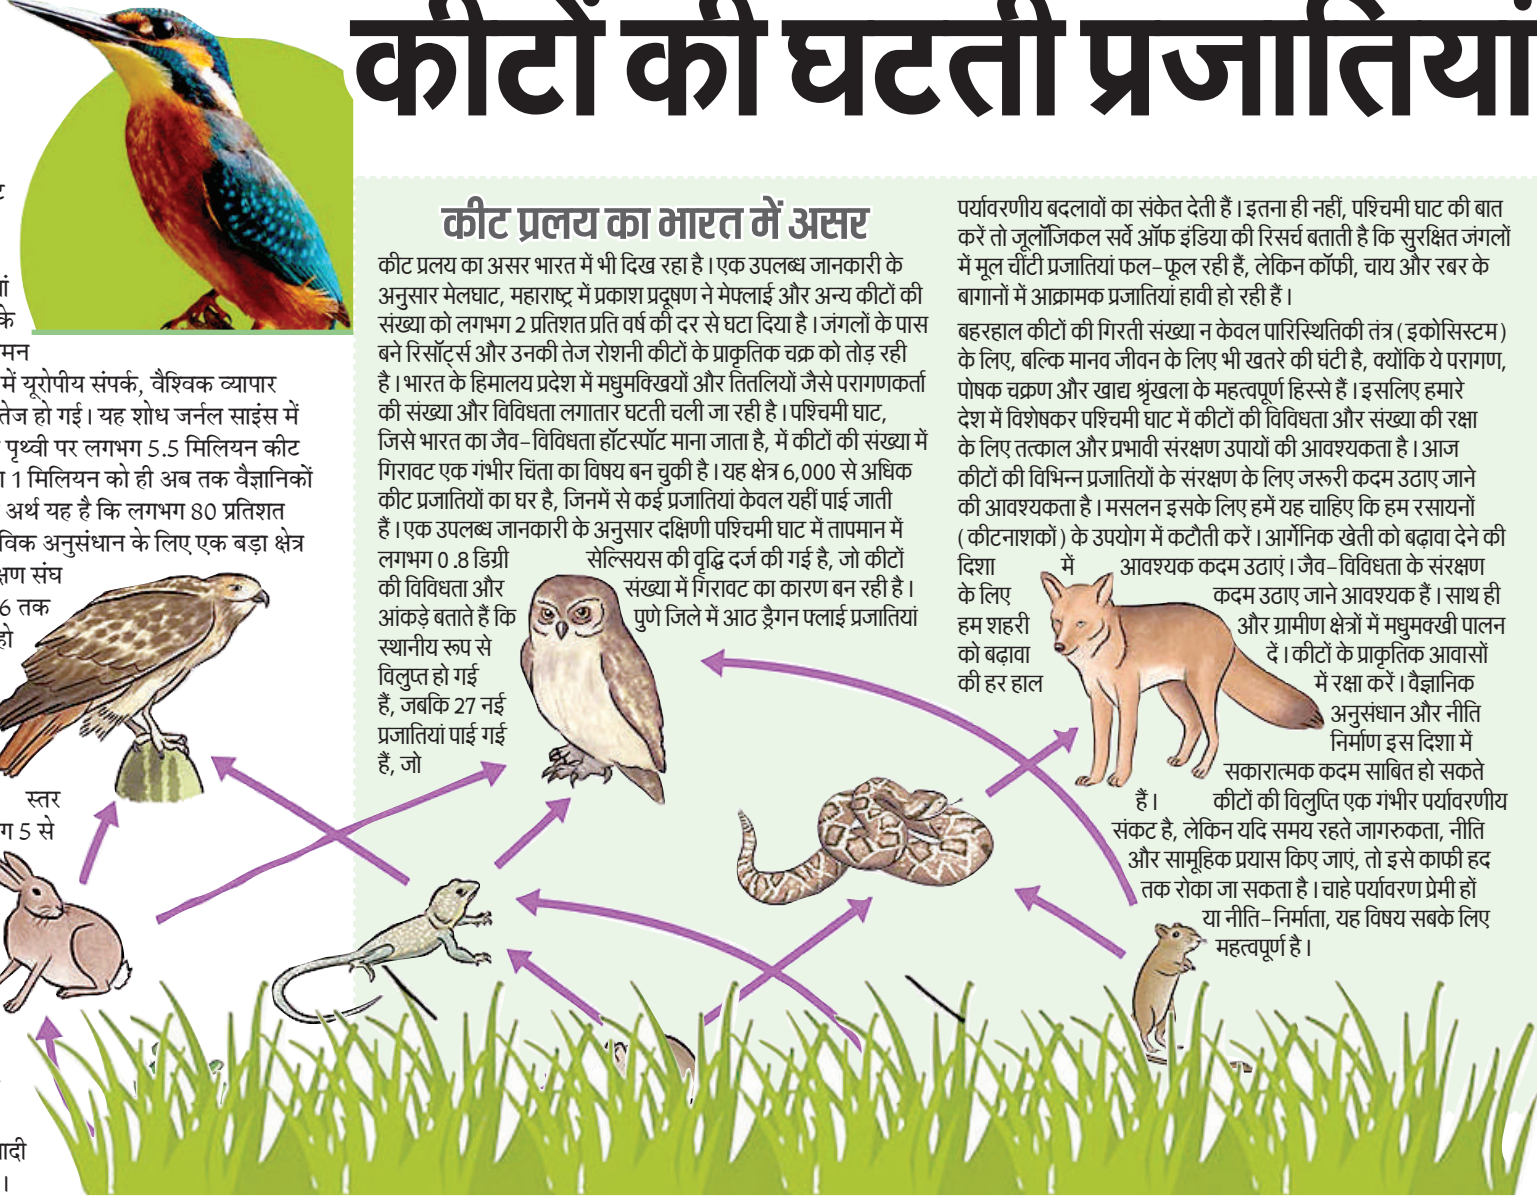 कीटों की घटती प्रजातियां
में यूरोपीय संपर्क, वैश्विक व्यापार
तेज हो गई। यह शोध जर्नल साइंस में
पृथ्वी पर लगभग 5.5 मिलियन कीट
1 मिलियन को ही अब तक वैज्ञानिकों
अर्थ यह है कि लगभग 80 प्रतिशत
अनुसंधान के लिए एक बड़ा क्षेत्र
संघ
6 तक
स्तर
5 से
कीट प्रलय का भारत में असर
कीट प्रलय का असर भारत में भी दिख रहा है। एक उपलब्ध जानकारी के
अनुसार मेलघाट, महाराष्ट्र में प्रकाश प्रदूषण ने मेफ्लाई और अन्य कीटों की
संख्या को लगभग 2 प्रतिशत प्रति वर्ष की दर से घटा दिया है। जंगलों के पास
बने रिसॉर्ट्स और उनकी तेज रोशनी कीटों के प्राकृतिक चक्र को तोड़ रही
है। भारत के हिमालय प्रदेश में मधुमक्खियों और तितलियों जैसे परागणकर्ता
की संख्या और विविधता लगातार घटती चली जा रही है। पश्चिमी घाट,
जिसे भारत का जैव-विविधता हॉटस्पॉट माना जाता है, में कीटों की संख्या में
गिरावट एक गंभीर चिंता का विषय बन चुकी है। यह क्षेत्र 6,000 से अधिक
कीट प्रजातियों का घर है, जिनमें से कई प्रजातियां केवल यहीं पाई जाती
हैं। एक उपलब्ध जानकारी के अनुसार दक्षिणी पश्चिमी घाट में तापमान में
लगभग 0.8 डिग्री सेल्सियस की वृद्धि दर्ज की गई है, जो कीटों
की विविधता और संख्या में गिरावट का कारण बन रही है।
आंकड़े बताते हैं कि पुणे जिले में आठ ड्रैगन फ्लाई प्रजातियां
स्थानीय रूप से
विलुप्त हो गई
हैं, जबकि 27 नई
प्रजातियां पाई गई
हैं, जो
पर्यावरणीय बदलावों का संकेत देती हैं। इतना ही नहीं, पश्चिमी घाट की बात
करें तो जूलॉजिकल सर्वे ऑफ इंडिया की रिसर्च बताती है कि सुरक्षित जंगलों
में मूल चींटी प्रजातियां फल-फूल रही हैं, लेकिन कॉफी, चाय और रबर के
बागानों में आक्रामक प्रजातियां हावी हो रही हैं।
बहरहाल कीटों की गिरती संख्या न केवल पारिस्थितिकी तंत्र (इकोसिस्टम)
के लिए, बल्कि मानव जीवन के लिए भी खतरे की घंटी है, क्योंकि ये परागण,
पोषक चक्रण और खाद्य श्रृंखला के महत्वपूर्ण हिस्से हैं। इसलिए हमारे
देश में विशेषकर पश्चिमी घाट में कीटों की विविधता और संख्या की रक्षा
के लिए तत्काल और प्रभावी संरक्षण उपायों की आवश्यकता है। आज
कीटों की विभिन्न प्रजातियों के संरक्षण के लिए जरूरी कदम उठाए जाने
की आवश्यकता है। मसलन इसके लिए हमें यह चाहिए कि हम रसायनों
(कीटनाशकों) के उपयोग में कटौती करें। आर्गेनिक खेती को बढ़ावा देने की
दिशा में आवश्यक कदम उठाएं। जैव-विविधता के संरक्षण
के लिए कदम उठाए जाने आवश्यक हैं। साथ ही
हम शहरी और ग्रामीण क्षेत्रों में मधुमक्खी पालन
को बढ़ावा दें। कीटों के प्राकृतिक आवासों
की हर हाल में रक्षा करें। वैज्ञानिक
अनुसंधान और नीति
निर्माण इस दिशा में
सकारात्मक कदम साबित हो सकते
हैं। कीटों की विलुप्ति एक गंभीर पर्यावरणीय
संकट है, लेकिन यदि समय रहते जागरुकता, नीति
और सामूहिक प्रयास किए जाएं, तो इसे काफी हद
तक रोका जा सकता है। चाहे पर्यावरण प्रेमी हों
या नीति-निर्माता, यह विषय सबके लिए
महत्वपूर्ण है।